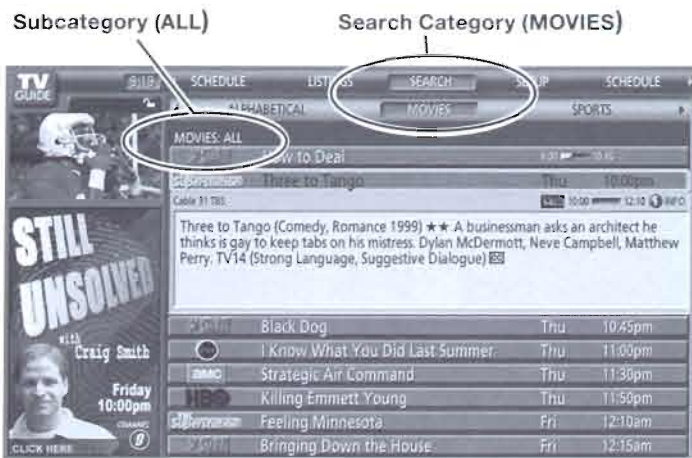 Subcategory (ALL)
Search Category (MOVIES)
TV
GUIDE
SCHEDULE
SEARCH
SCHEDULE
MOVIES
SPORTS
MOVIES: ALL
to Deal
Three to Tango Thu 10:00pm
Cable 31 TBS 10:00 12:10 INFO
Three to Tango (Comedy, Romance 1999) ★★ A businessman asks an architect he
thinks is gay to keep tabs on his mistress. Dylan McDermott, Neve Campbell, Matthew
Perry. TV14 (Strong Language, Suggestive Dialogue)
STILL
UNSOLVED
with
Craig Smith
Friday
10:00pm
CHANNEL
9
CLICK HERE
Black Dog Thu 10:45pm
I Know What You Did Last Summer Thu 11:00pm
AMC Strategic Air Command Thu 11:30pm
HBO Killing Emmett Young Thu 11:50pm
Feeling Minnesota Fri 12:10am
Bringing Down the House Fri 12:15am